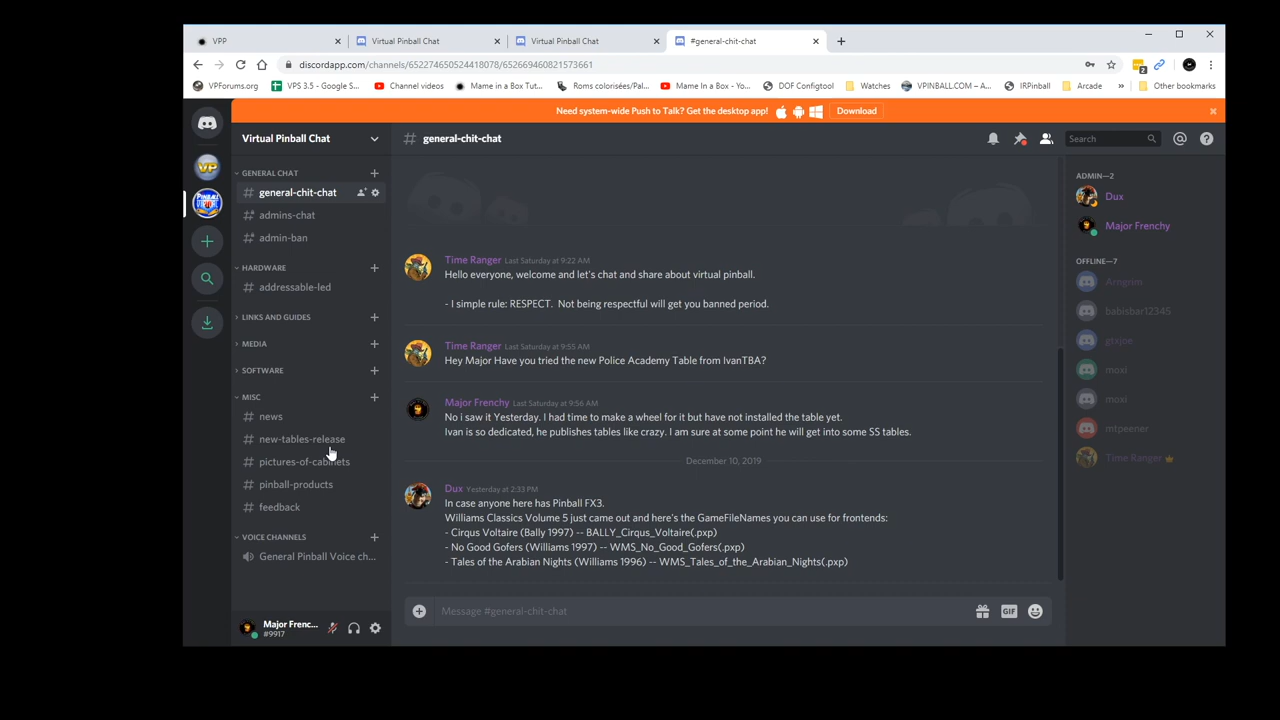 VPP
Virtual Pinball Chat
Virtual Pinball Chat
#general-chit-chat
discordapp.com/channels/652274650524418078/652669460821573661
VPForums.org
VPS 3.5 - Google S...
Channel videos
Mame in a Box Tut...
Roms colorisées/Pal...
Mame In a Box - Yo...
DOF Configtool
Watches
VPINBALL.COM – A...
IRPinball
Arcade
»
Other bookmarks
Need system-wide Push to Talk? Get the desktop app!
Download
Virtual Pinball Chat
# general-chit-chat
Search
GENERAL CHAT
general-chit-chat
admins-chat
admin-ban
HARDWARE
addressable-led
LINKS AND GUIDES
MEDIA
SOFTWARE
MISC
# news
# new-tables-release
# pictures-of-cabinets
# pinball-products
# feedback
VOICE CHANNELS
General Pinball Voice ch...
Major Frenc...
#9917
Time Ranger Last Saturday at 9:22 AM
Hello everyone, welcome and let's chat and share about virtual pinball.
- I simple rule: RESPECT. Not being respectful will get you banned period.
Time Ranger Last Saturday at 9:55 AM
Hey Major Have you tried the new Police Academy Table from IvanTBA?
Major Frenchy Last Saturday at 9:56 AM
No i saw it Yesterday. I had time to make a wheel for it but have not installed the table yet.
Ivan is so dedicated, he publishes tables like crazy. I am sure at some point he will get into some SS tables.
December 10, 2019
Dux Yesterday at 2:33 PM
In case anyone here has Pinball FX3.
Williams Classics Volume 5 just came out and here's the GameFileNames you can use for frontends:
- Cirqus Voltaire (Bally 1997) -- BALLY_Cirqus_Voltaire(.pxp)
- No Good Gofers (Williams 1997) -- WMS_No_Good_Gofers(.pxp)
- Tales of the Arabian Nights (Williams 1996) -- WMS_Tales_of_the_Arabian_Nights(.pxp)
Message #general-chit-chat
GIF
ADMIN—2
Dux
Major Frenchy
OFFLINE—7
Arngrim
babisbar12345
gtxjoe
moxi
moxi
mtpeener
Time Ranger